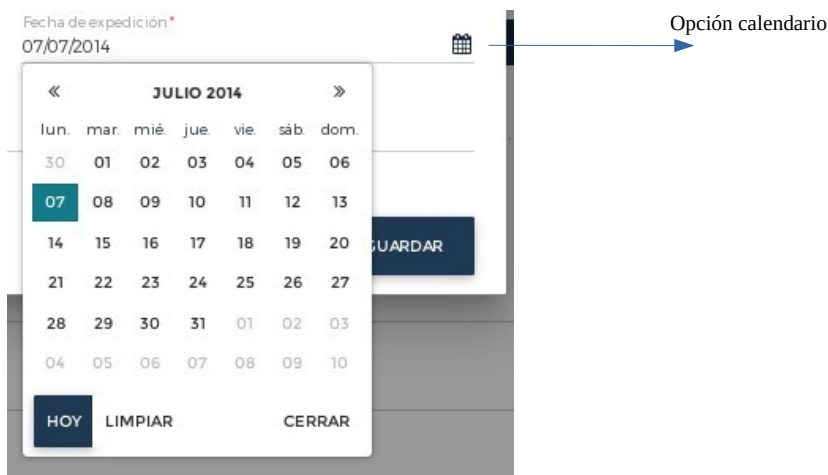 Fecha de expedición*
07/07/2014
Opción calendario
« JULIO 2014 »
lun. mar. mié. jue. vie. sáb. dom.
30 01 02 03 04 05 06
07 08 09 10 11 12 13
14 15 16 17 18 19 20
GUARDAR
21 22 23 24 25 26 27
28 29 30 31 01 02 03
04 05 06 07 08 09 10
HOY LIMPIAR CERRAR